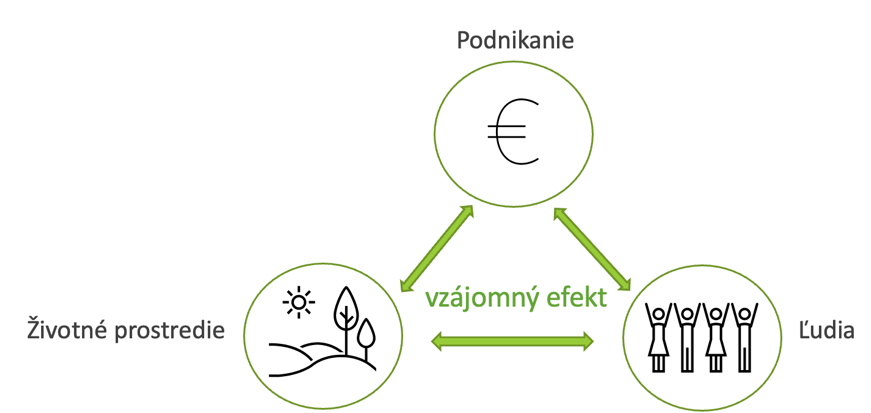 Podnikanie
€
vzájomný efekt
Životné prostredie
Ľudia